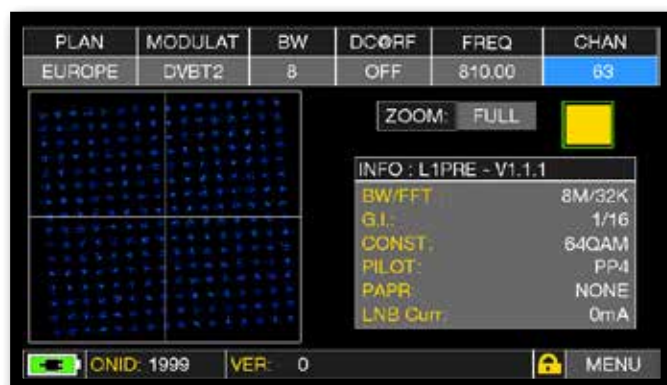 PLAN MODULAT BW DC@RF FREQ CHAN
EUROPE DVBT2 8 OFF 810.00 63
ZOOM: FULL
INFO : L1PRE - V1.1.1
BW/FFT 8M/32K
G.I.: 1/16
CONST: 64QAM
PILOT: PP4
PAPR NONE
LNB Curr. 0mA
ONID: 1999 VER: 0 MENU